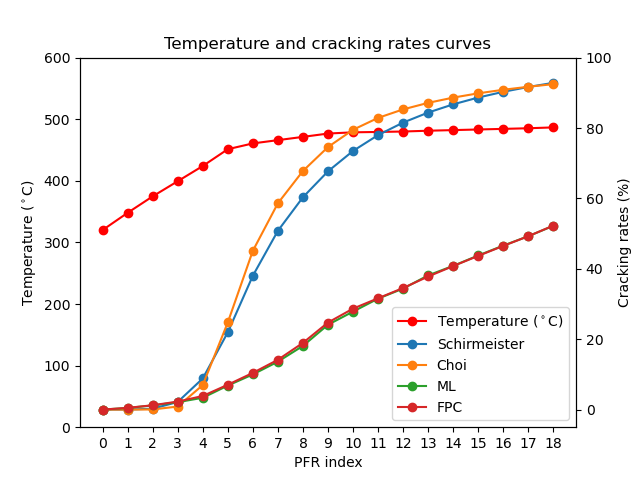 Temperature and cracking rates curves
600
500
400
300
200
100
0
Temperature (°C)
100
80
60
40
20
0
Cracking rates (%)
Temperature (°C)
Schirmeister
Choi
ML
FPC
0 1 2 3 4 5 6 7 8 9 10 11 12 13 14 15 16 17 18
PFR index